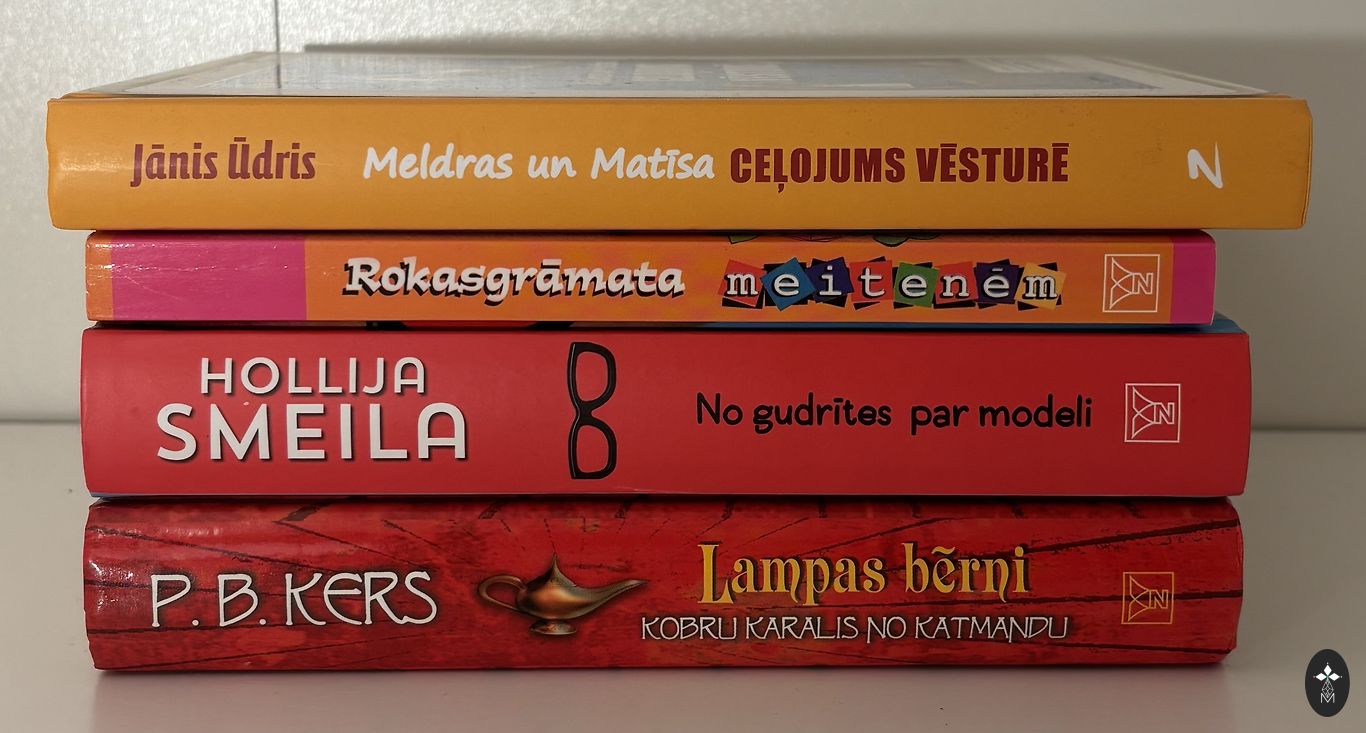 Jānis Ūdris Meldras un Matīsa CEĻOJUMS VĒSTURĒ
Rokasgrāmata meitenēm
HOLLIJA
SMEILA
No gudrītes par modeli
P. B. KERS
Lampas bērni
KOBRU KARALIS NO KATMANDU